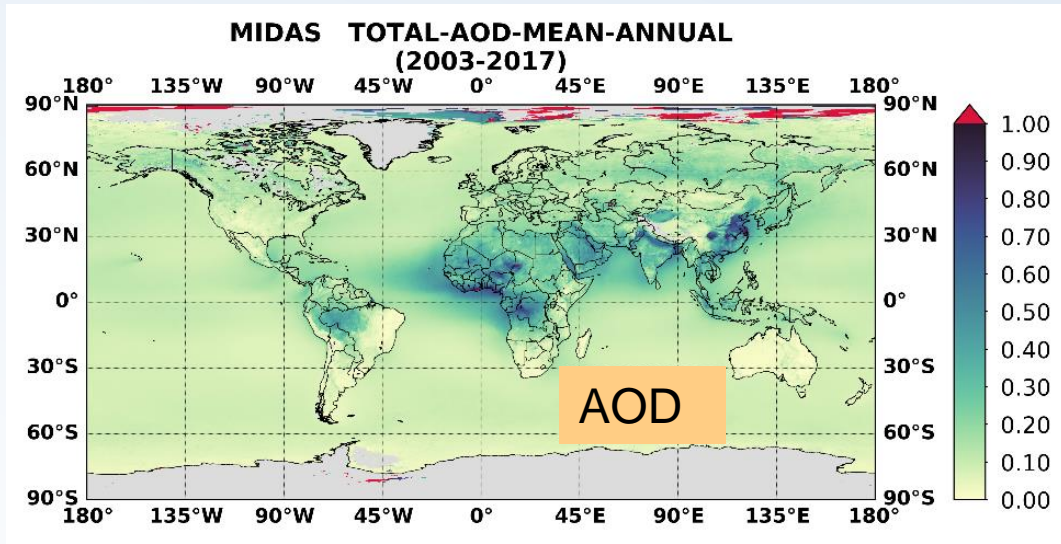 MIDAS TOTAL-AOD-MEAN-ANNUAL
(2003-2017)
180° 135°W 90°W 45°W 0° 45°E 90°E 135°E 180°
90°N 90°N 1.00
60°N 60°N 0.90
30°N 30°N 0.80
0° 0° 0.70
30°S 30°S 0.60
60°S 60°S 0.50
90°S 90°S 0.40
0.30
0.20
0.10
0.00
AOD
180° 135°W 90°W 45°W 0° 45°E 90°E 135°E 180°